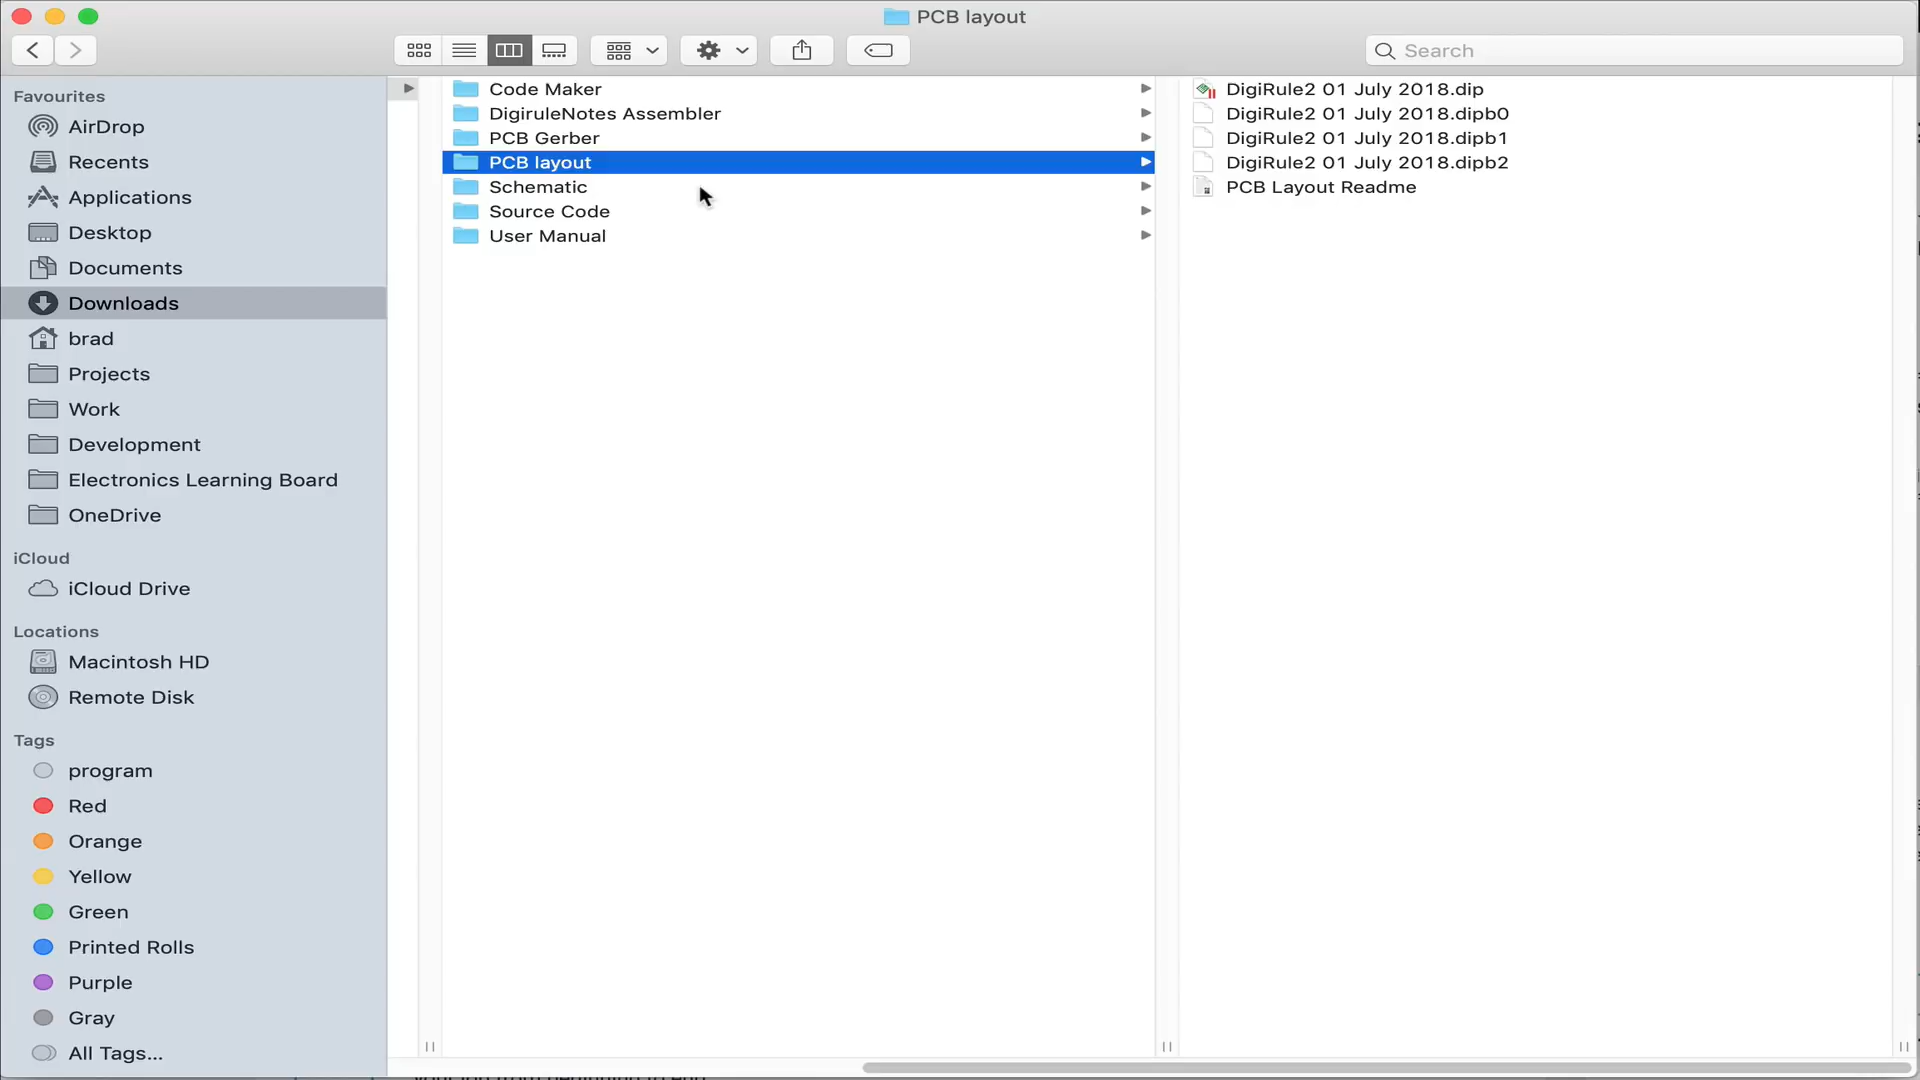 PCB layout
Search
Favourites
AirDrop
Recents
Applications
Desktop
Documents
Downloads
brad
Projects
Work
Development
Electronics Learning Board
OneDrive
iCloud
iCloud Drive
Locations
Macintosh HD
Remote Disk
Tags
program
Red
Orange
Yellow
Green
Printed Rolls
Purple
Gray
All Tags...
Code Maker
DigiruleNotes Assembler
PCB Gerber
PCB layout
Schematic
Source Code
User Manual
DigiRule2 01 July 2018.dip
DigiRule2 01 July 2018.dipb0
DigiRule2 01 July 2018.dipb1
DigiRule2 01 July 2018.dipb2
PCB Layout Readme